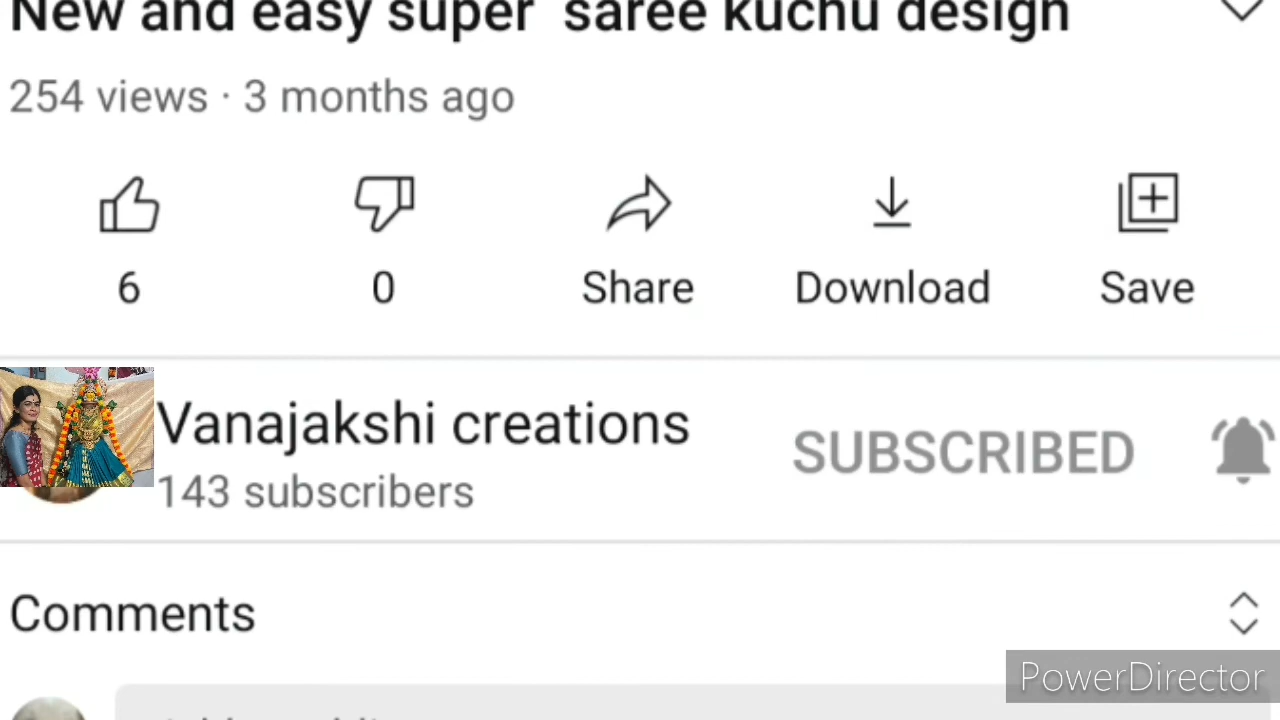 New and easy super saree kuchu design
254 views · 3 months ago
6 0 Share Download Save
Vanajakshi creations
SUBSCRIBED
143 subscribers
Comments
PowerDirector